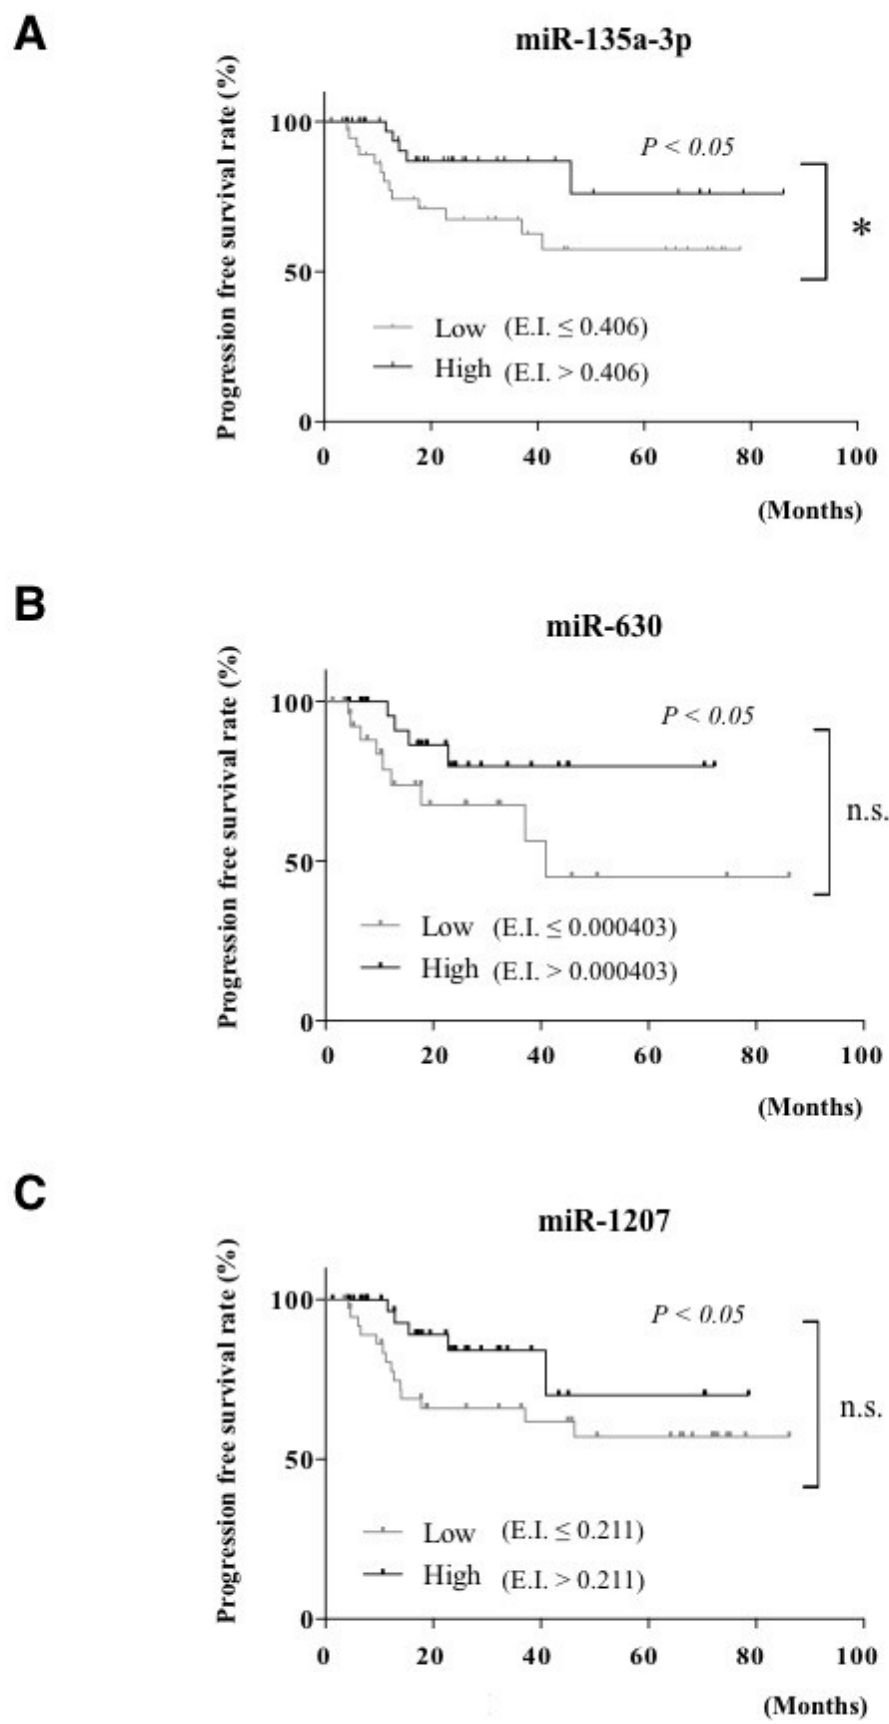 A
miR-135a-3p
Progression free survival rate (%)
100
50
0
P < 0.05
*
Low (E.I. ≤ 0.406)
High (E.I. > 0.406)
0 20 40 60 80 100
(Months)
B
miR-630
Progression free survival rate (%)
100
50
0
P < 0.05
n.s.
Low (E.I. ≤ 0.000403)
High (E.I. > 0.000403)
0 20 40 60 80 100
(Months)
C
miR-1207
Progression free survival rate (%)
100
50
0
P < 0.05
n.s.
Low (E.I. ≤ 0.211)
High (E.I. > 0.211)
0 20 40 60 80 100
(Months)